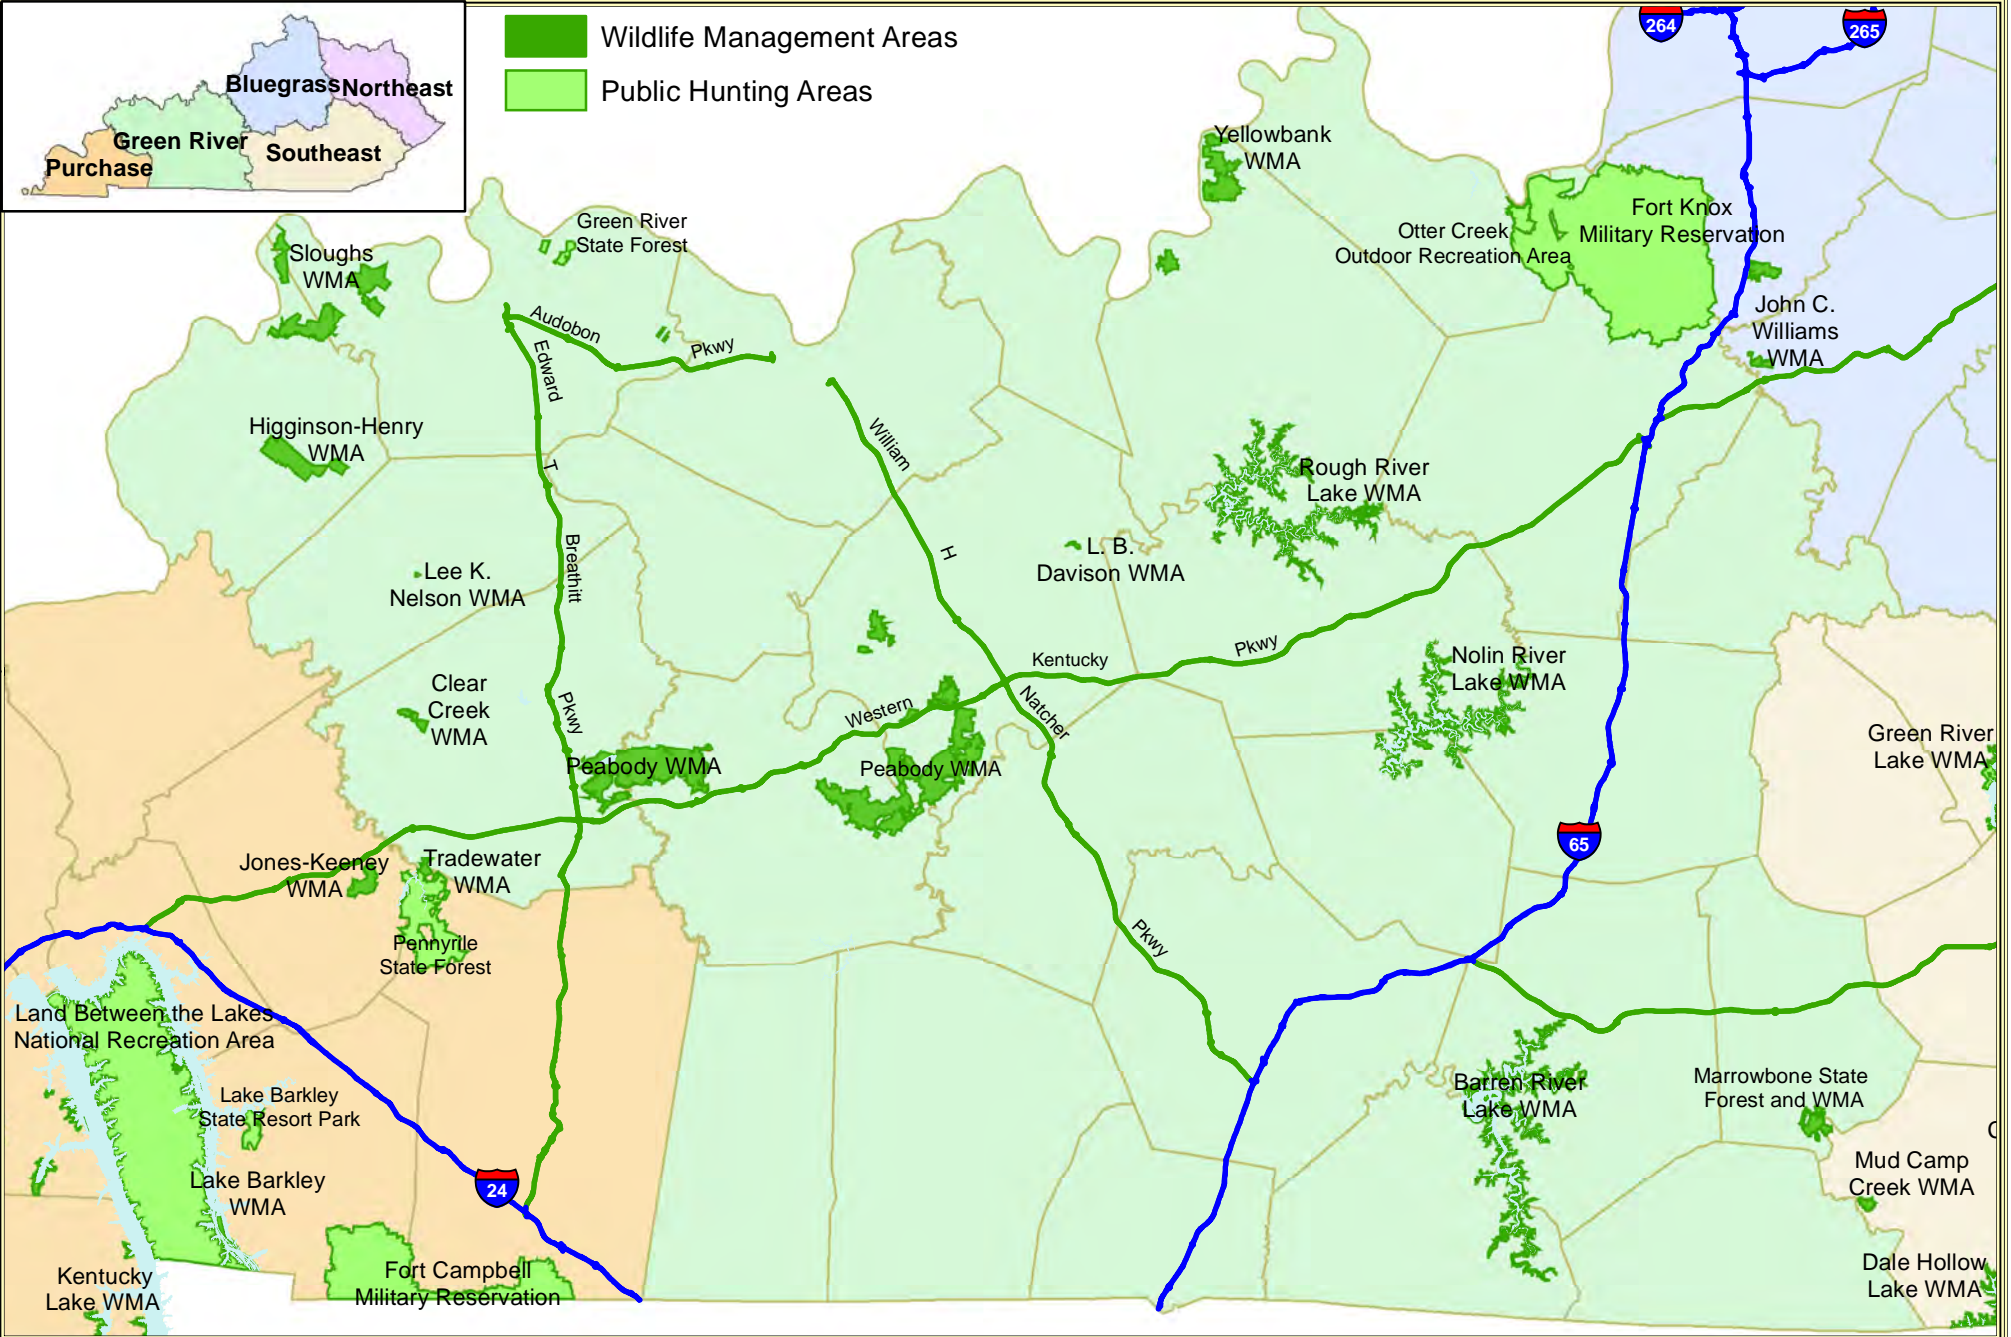 Bluegrass
Northeast
Green River
Southeast
Purchase
Wildlife Management Areas
Public Hunting Areas
264
265
Yellowbank
WMA
Green River
State Forest
Sloughs
WMA
Fort Knox
Military Reservation
Otter Creek
Outdoor Recreation Area
John C.
Williams
WMA
Audobon
Pkwy
Edward
T
Breathitt
Pkwy
William
H
Natcher
Pkwy
Higginson-Henry
WMA
Rough River
Lake WMA
L. B.
Davison WMA
Lee K.
Nelson WMA
Western
Kentucky
Pkwy
Nolin River
Lake WMA
Clear
Creek
WMA
Peabody WMA
Peabody WMA
Green River
Lake WMA
65
Jones-Keeney
WMA
Tradewater
WMA
Pennyrile
State Forest
Land Between the Lakes
National Recreation Area
Lake Barkley
State Resort Park
Barren River
Lake WMA
Marrowbone State
Forest and WMA
Lake Barkley
WMA
24
Mud Camp
Creek WMA
Kentucky
Lake WMA
Fort Campbell
Military Reservation
Dale Hollow
Lake WMA